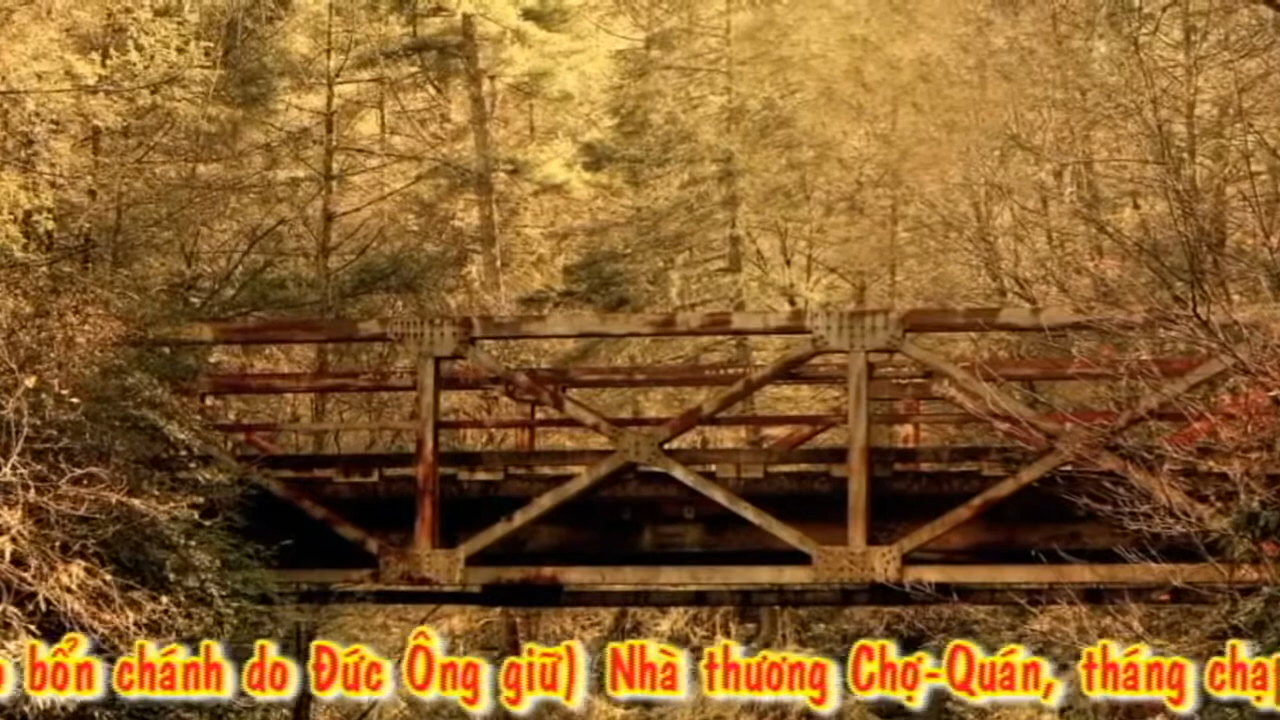 bổn chánh do Đức Ông giữ) Nhà thương Chợ-Quán, tháng chạ